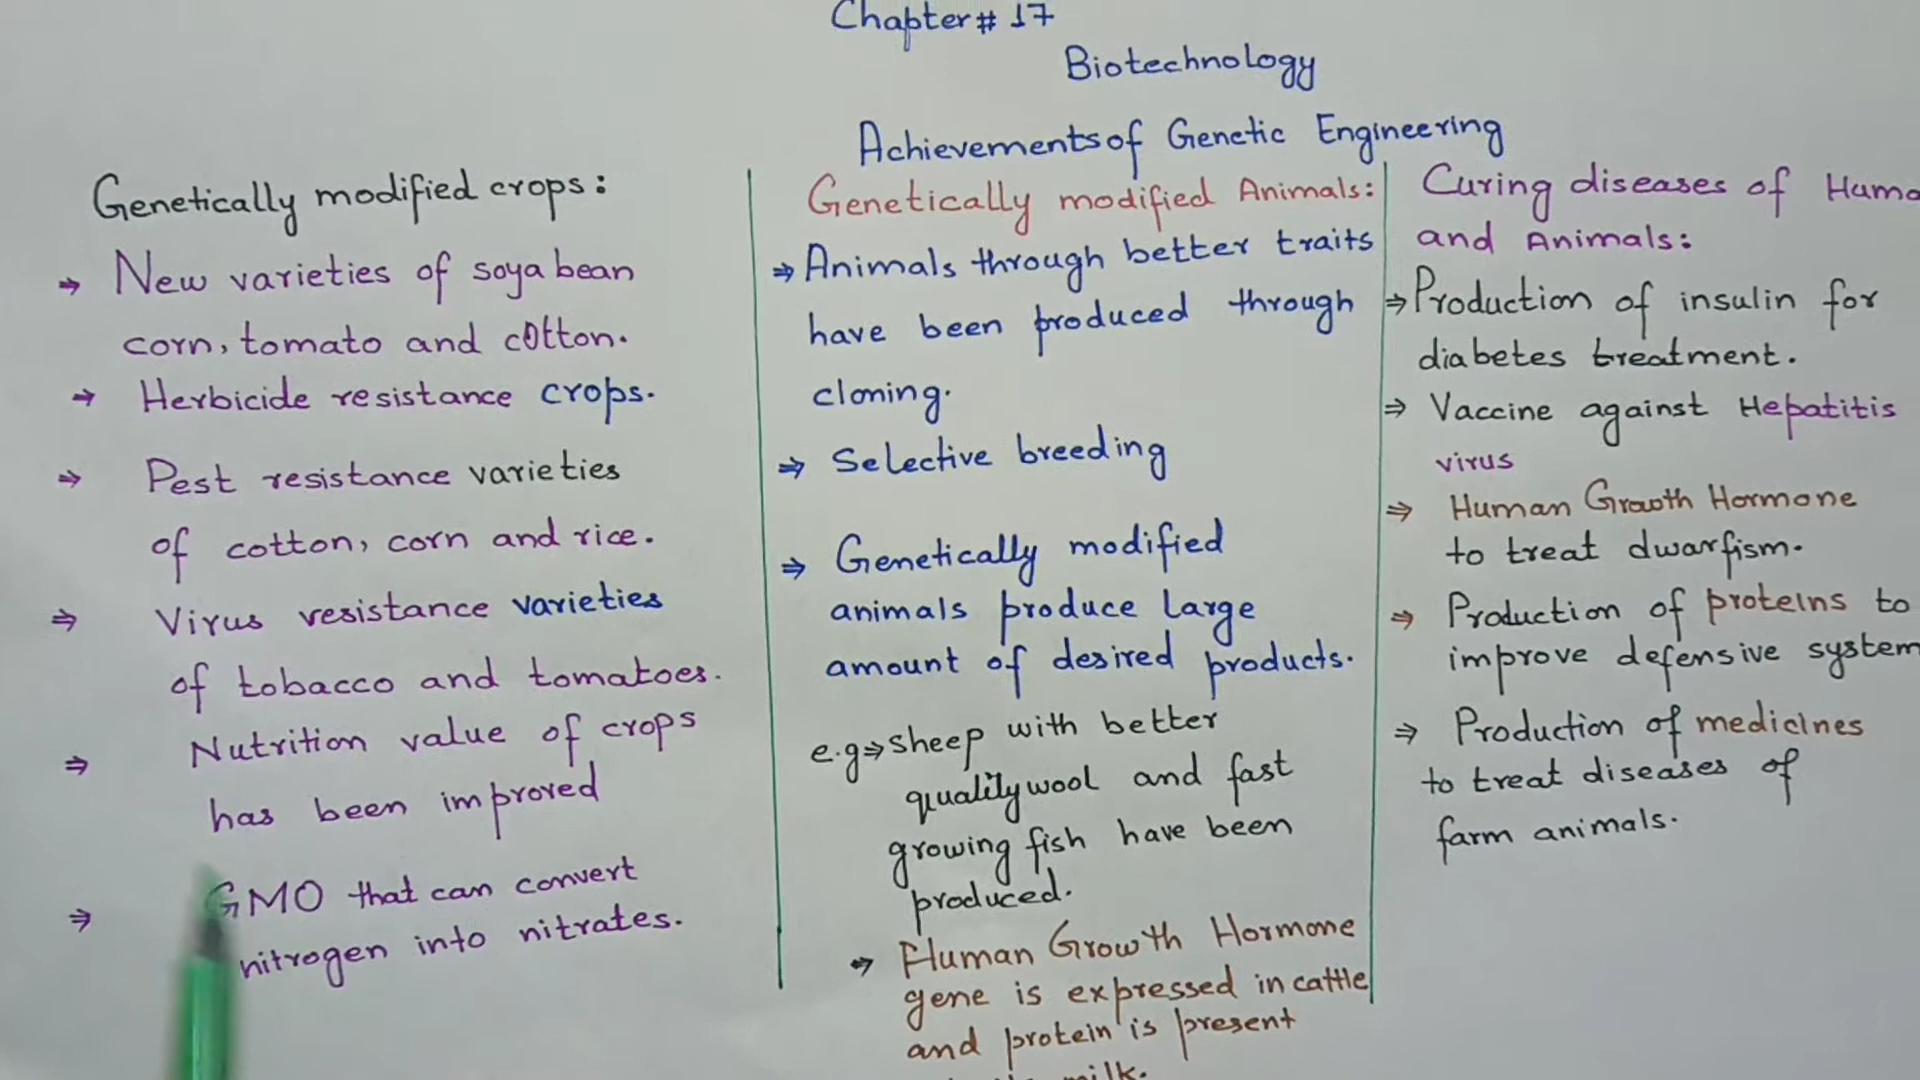 Chapter# 17
Biotechnology
Achievements of Genetic Engineering
Genetically modified crops:
⇒ New varieties of soya bean
corn, tomato and cotton.
⇒ Herbicide resistance crops.
⇒ Pest resistance varieties
of cotton, corn and rice.
⇒ Virus resistance varieties
of tobacco and tomatoes.
⇒ Nutrition value of crops
has been improved
⇒ GMO that can convert
nitrogen into nitrates.
Genetically modified Animals:
⇒ Animals through better traits
have been produced through
cloning.
⇒ Selective breeding
⇒ Genetically modified
animals produce large
amount of desired products.
e.g⇒ sheep with better
quality wool and fast
growing fish have been
produced.
⇒ Human Growth Hormone
gene is expressed in cattle
and protein is present
milk.
Curing diseases of Huma
and Animals:
⇒ Production of insulin for
diabetes treatment.
⇒ Vaccine against Hepatitis
virus
⇒ Human Growth Hormone
to treat dwarfism.
⇒ Production of proteins to
improve defensive system
⇒ Production of medicines
to treat diseases of
farm animals.